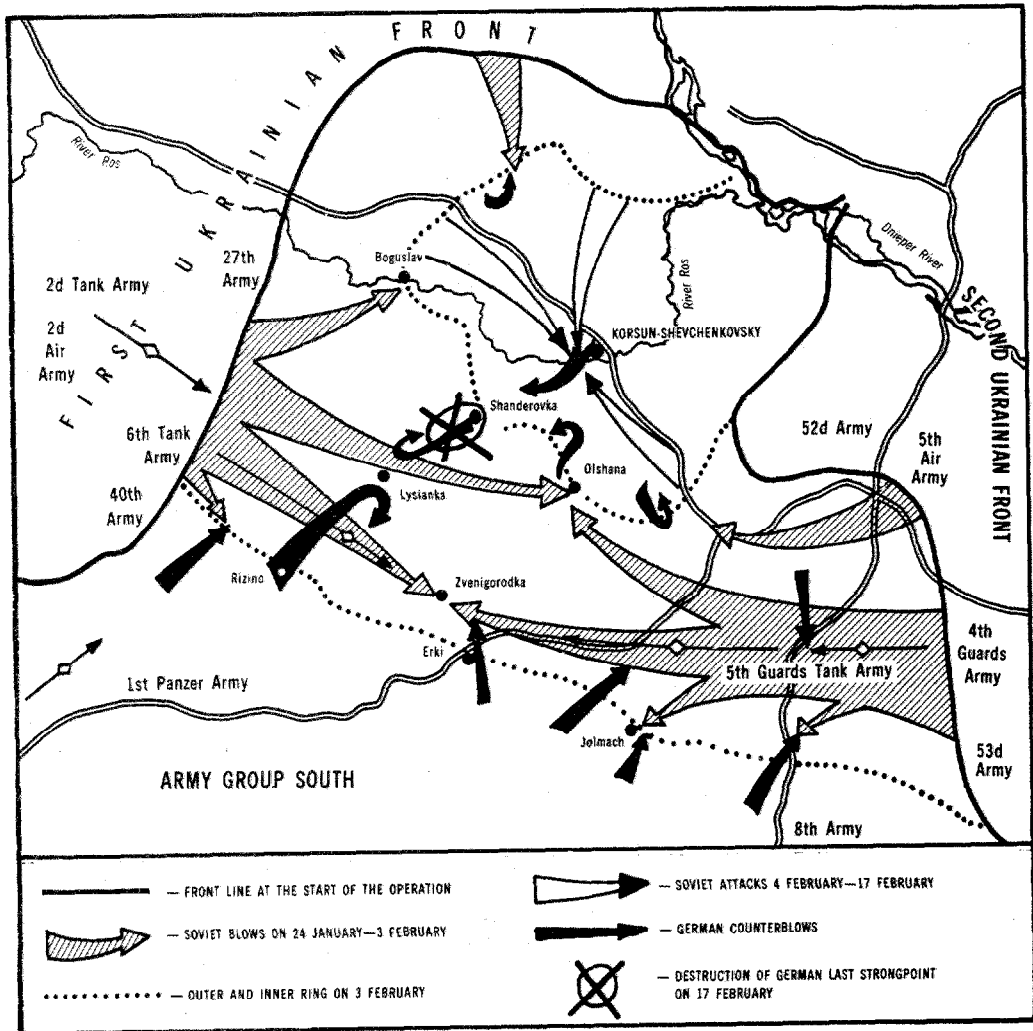 FIRST UKRAINIAN FRONT
River Ros
27th
Army
2d Tank Army
2d
Air
Army
Boguslav
River Ros
Dnieper River
SECOND UKRAINIAN FRONT
KORSUN-SHEVCHENKOVSKY
Shanderovka
6th Tank
Army
52d Army
5th
Air
Army
40th
Army
Lysianka
Olshana
Rizino
Zvenigorodka
Erki
4th
Guards
Army
5th Guards Tank Army
1st Panzer Army
Jolmach
53d
Army
ARMY GROUP SOUTH
8th Army
— FRONT LINE AT THE START OF THE OPERATION
— SOVIET BLOWS ON 24 JANUARY—3 FEBRUARY
— OUTER AND INNER RING ON 3 FEBRUARY
— SOVIET ATTACKS 4 FEBRUARY—17 FEBRUARY
— GERMAN COUNTERBLOWS
— DESTRUCTION OF GERMAN LAST STRONGPOINT
ON 17 FEBRUARY